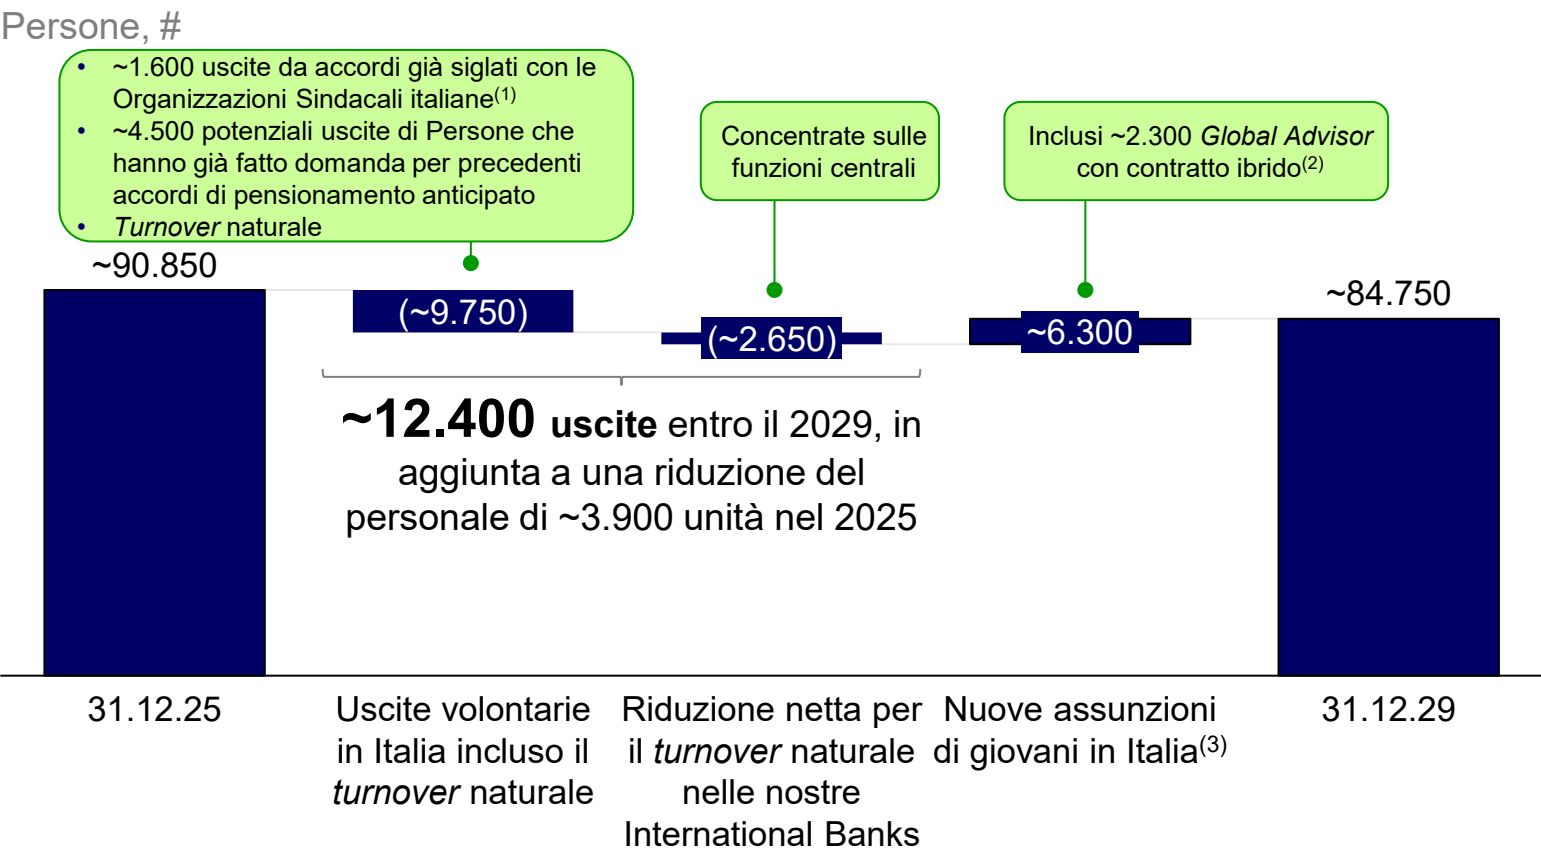 Persone, #
• ~1.600 uscite da accordi già siglati con le
Organizzazioni Sindacali italiane(1)
• ~4.500 potenziali uscite di Persone che
hanno già fatto domanda per precedenti
accordi di pensionamento anticipato
• Turnover naturale
Concentrate sulle
funzioni centrali
Inclusi ~2.300 Global Advisor
con contratto ibrido(2)
~90.850
(~9.750)
(~2.650)
~6.300
~84.750
~12.400 uscite entro il 2029, in
aggiunta a una riduzione del
personale di ~3.900 unità nel 2025
31.12.25
Uscite volontarie
in Italia incluso il
turnover naturale
Riduzione netta per
il turnover naturale
nelle nostre
International Banks
Nuove assunzioni
di giovani in Italia(3)
31.12.29